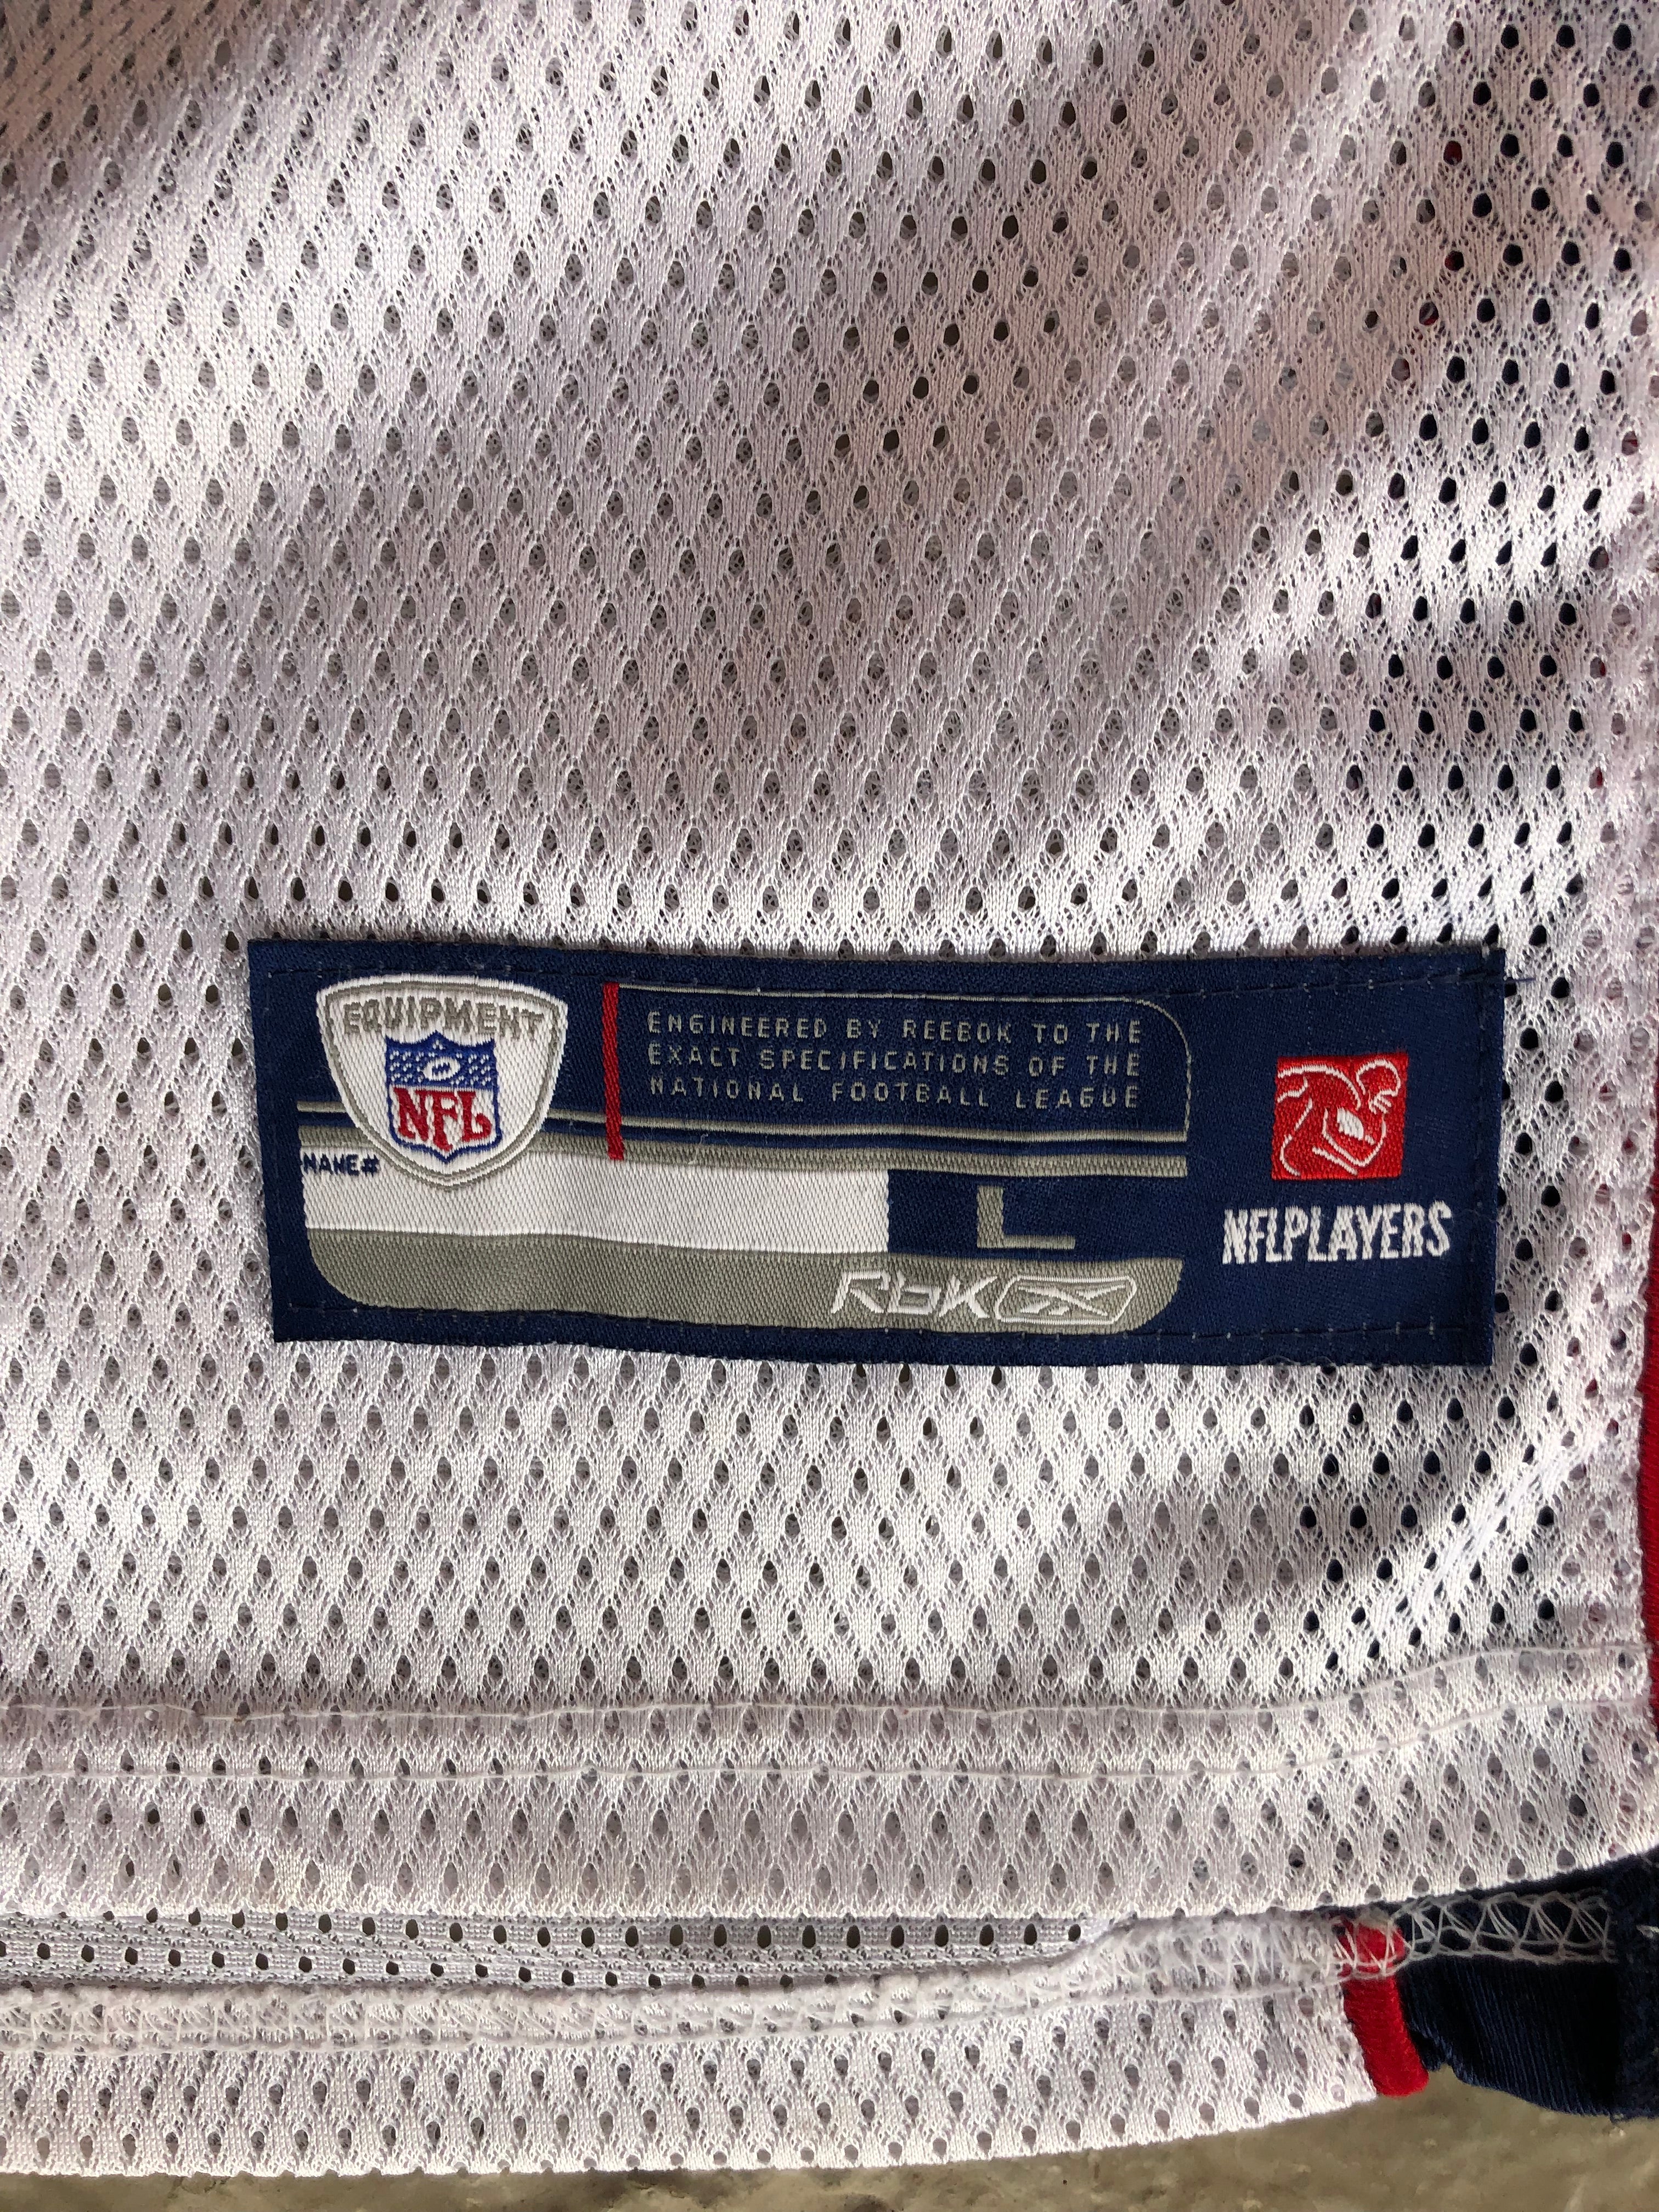 EQUIPMENT
NFL
ENGINEERED BY REEBOK TO THE
EXACT SPECIFICATIONS OF THE
NATIONAL FOOTBALL LEAGUE
NAME#
L
NFLPLAYERS
RbK